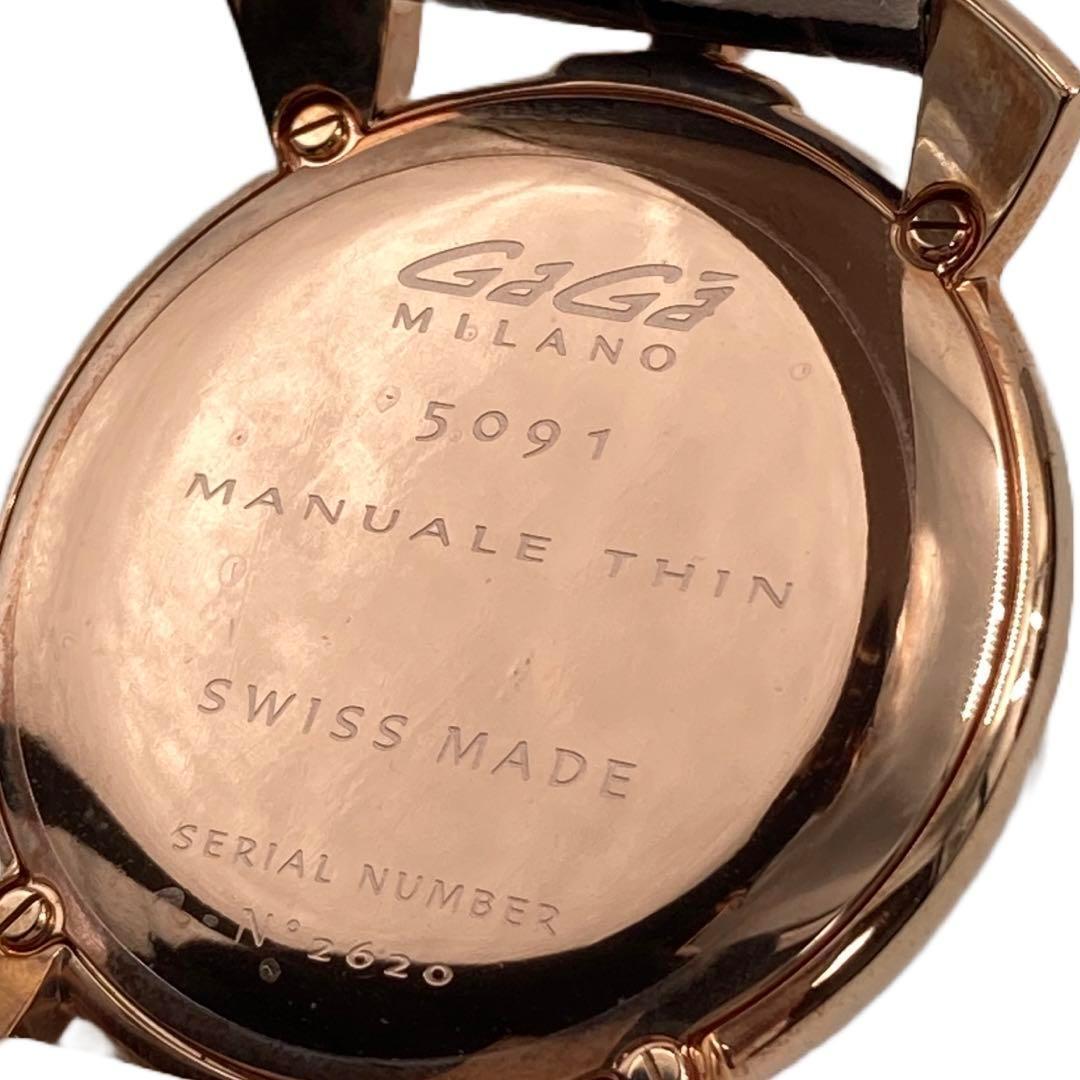 GaGà
MILANO
5091
MANUALE THIN
SWISS MADE
SERIAL NUMBER
N° 2620